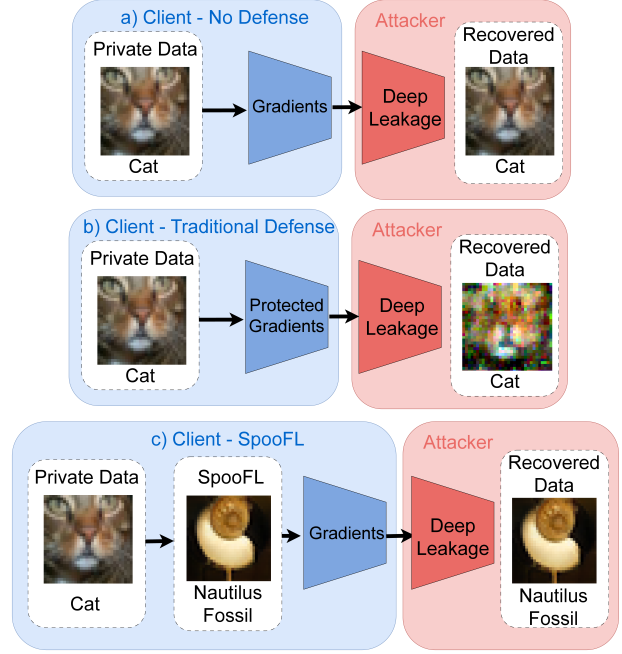 a) Client - No Defense
Attacker
Private Data
Cat
Gradients
Deep
Leakage
Recovered
Data
Cat
b) Client - Traditional Defense
Attacker
Private Data
Cat
Protected
Gradients
Deep
Leakage
Recovered
Data
Cat
c) Client - SpooFL
Attacker
Private Data
Cat
SpooFL
Nautilus
Fossil
Gradients
Deep
Leakage
Recovered
Data
Nautilus
Fossil